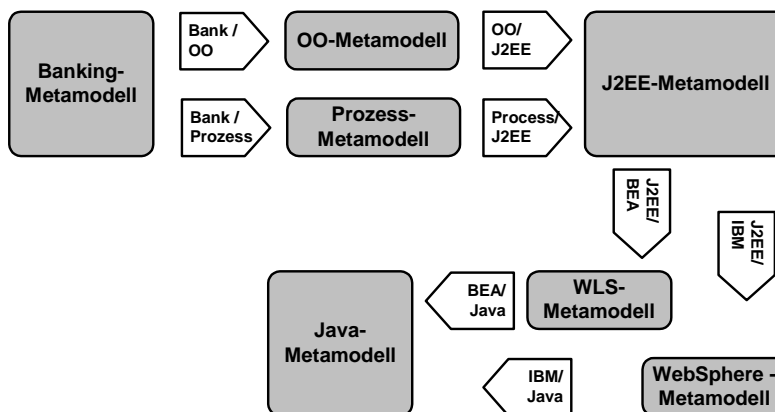 Banking-
Metamodell
Bank /
OO
OO-Metamodell
OO/
J2EE
J2EE-Metamodell
Bank /
Prozess
Prozess-
Metamodell
Process/
J2EE
J2EE/
BEA
J2EE/
IBM
Java-
Metamodell
BEA/
Java
WLS-
Metamodell
IBM/
Java
WebSphere -
Metamodell